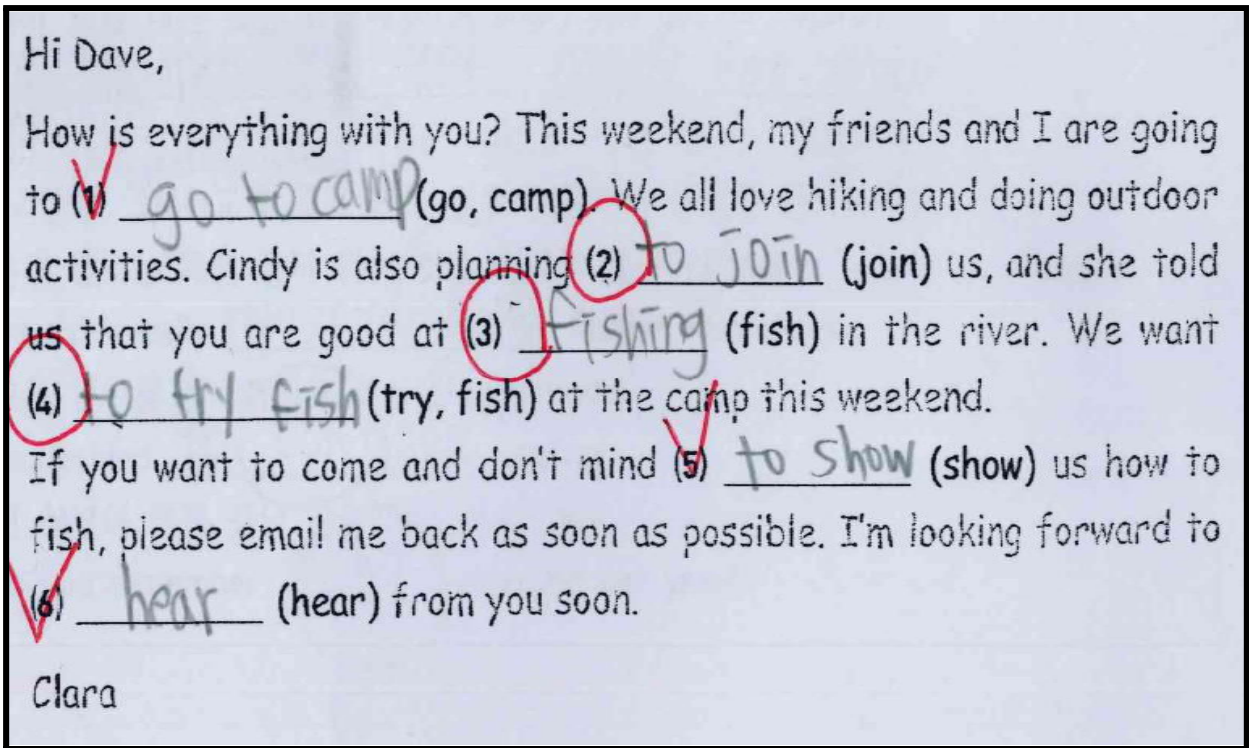 Hi Dave,
How is everything with you? This weekend, my friends and I are going
to (1) go to camp (go, camp). We all love hiking and doing outdoor
activities. Cindy is also planning (2) to join (join) us, and she told
us that you are good at (3) fishing (fish) in the river. We want
(4) to try fish (try, fish) at the camp this weekend.
If you want to come and don't mind (5) to show (show) us how to
fish, please email me back as soon as possible. I'm looking forward to
(6) hear (hear) from you soon.
Clara